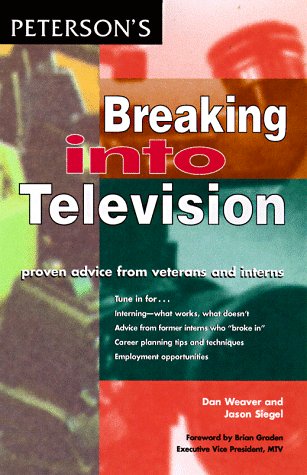 PETERSON'S
Breaking
into
Television
proven advice from veterans and interns
Tune in for . . .
Interning—what works, what doesn't
Advice from former interns who "broke in"
Career planning tips and techniques
Employment opportunities
Dan Weaver and
Jason Siegel
Foreword by Brian Graden
Executive Vice President, MTV